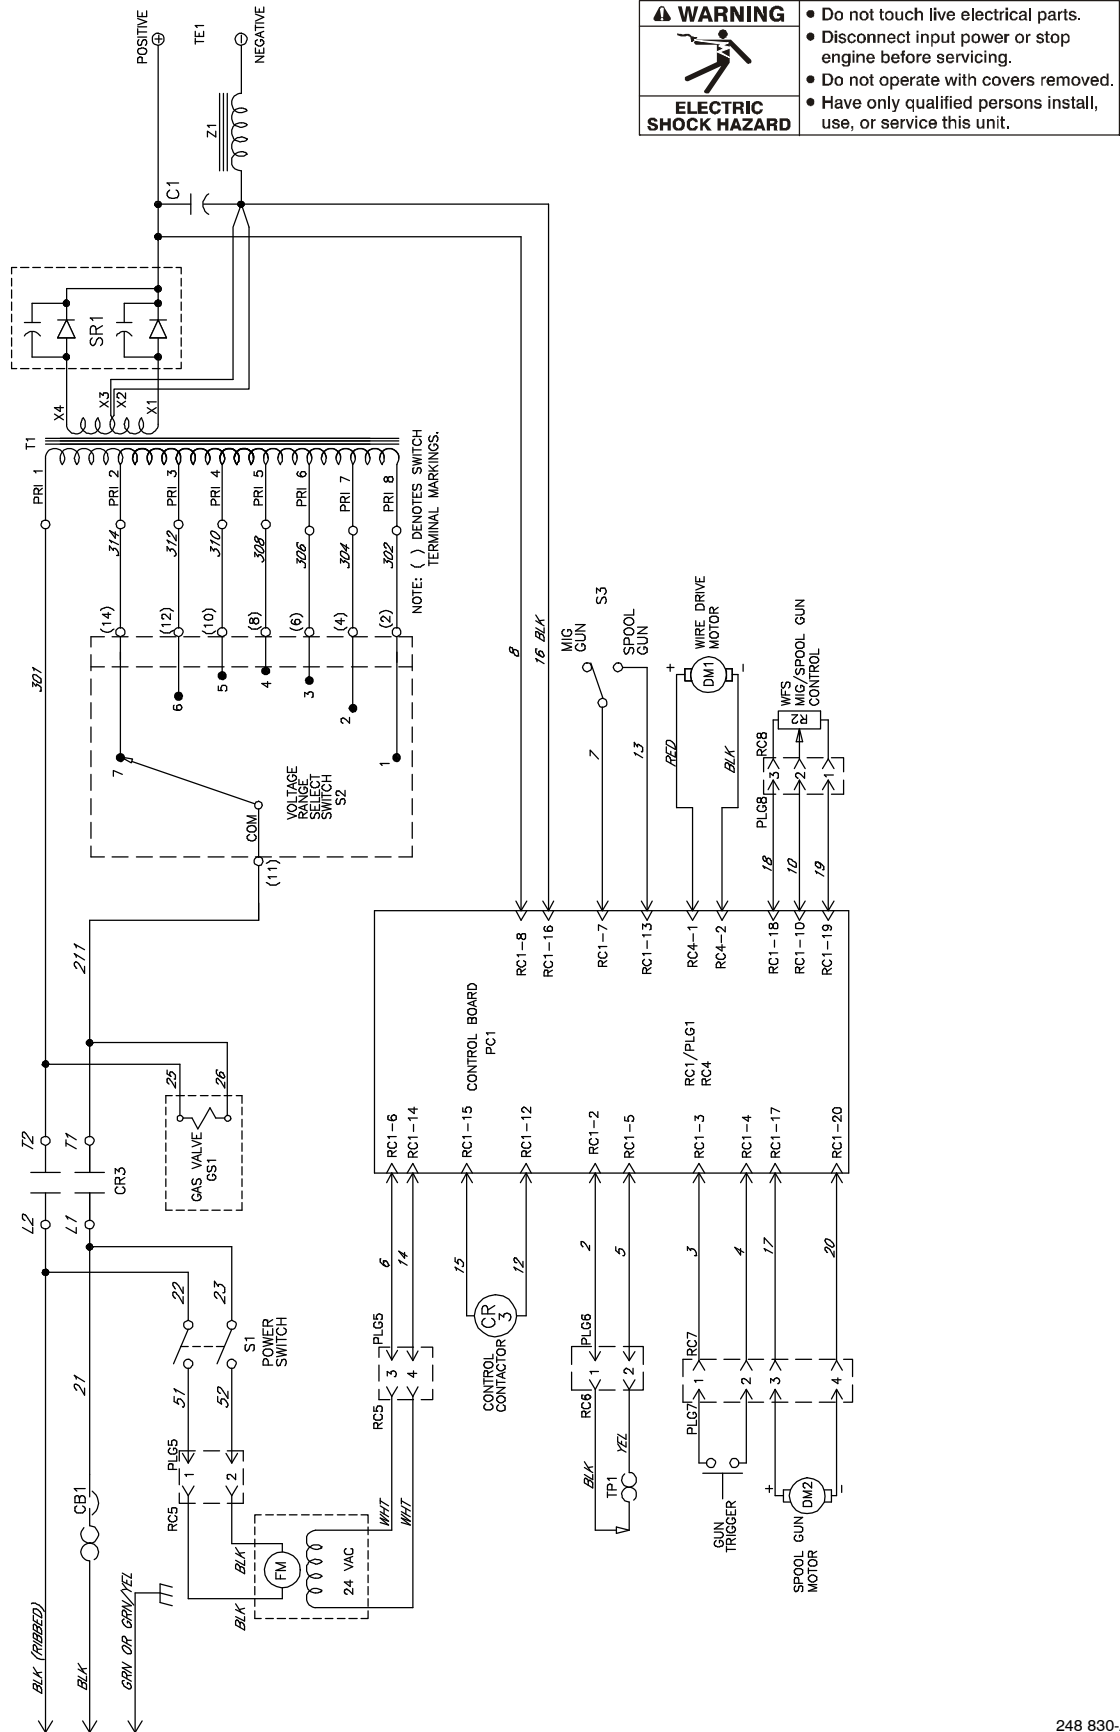 WARNING
ELECTRIC
SHOCK HAZARD
● Do not touch live electrical parts.
● Disconnect input power or stop
engine before servicing.
● Do not operate with covers removed.
● Have only qualified persons install,
use, or service this unit.
POSITIVE
TE1
NEGATIVE
Z1
C1
SR1
X4
X3
X2
X1
T1
PRI 1
PRI 2
PRI 3
PRI 4
PRI 5
PRI 6
PRI 7
PRI 8
301
314
312
310
308
306
304
302
(14)
(12)
(10)
(8)
(6)
(4)
(2)
NOTE: ( ) DENOTES SWITCH
TERMINAL MARKINGS.
7
6
5
4
3
2
1
VOLTAGE
RANGE
SELECT
SWITCH
S2
COM
(11)
211
8
16 BLK
MIG
GUN
S3
SPOOL
GUN
7
13
WIRE DRIVE
MOTOR
+
DM1
-
RED
BLK
WFS
MIG/SPOOL GUN
CONTROL
R2
RC8
3
2
1
PLG8
18
10
19
RC1-8
RC1-16
RC1-7
RC1-13
RC4-1
RC4-2
RC1-18
RC1-10
RC1-19
CONTROL BOARD
PC1
RC1/PLG1
RC4
RC1-6
RC1-14
RC1-15
RC1-12
RC1-2
RC1-5
RC1-3
RC1-4
RC1-17
RC1-20
25
26
GAS VALVE
GS1
T2
T1
CR3
L2
L1
22
23
S1
POWER
SWITCH
51
52
21
PLG5
1
2
RC5
CB1
BLK
BLK
FM
24 VAC
BLK (RIBBED)
BLK
GRN OR GRN/YEL
6
14
PLG5
3
4
RC5
WHT
WHT
15
12
CR
3
CONTROL
CONTACTOR
2
5
PLG6
1
2
RC6
BLK
YEL
TP1
3
4
17
20
RC7
1
2
3
4
PLG7
GUN
TRIGGER
+
DM2
-
SPOOL GUN
MOTOR
248 830-